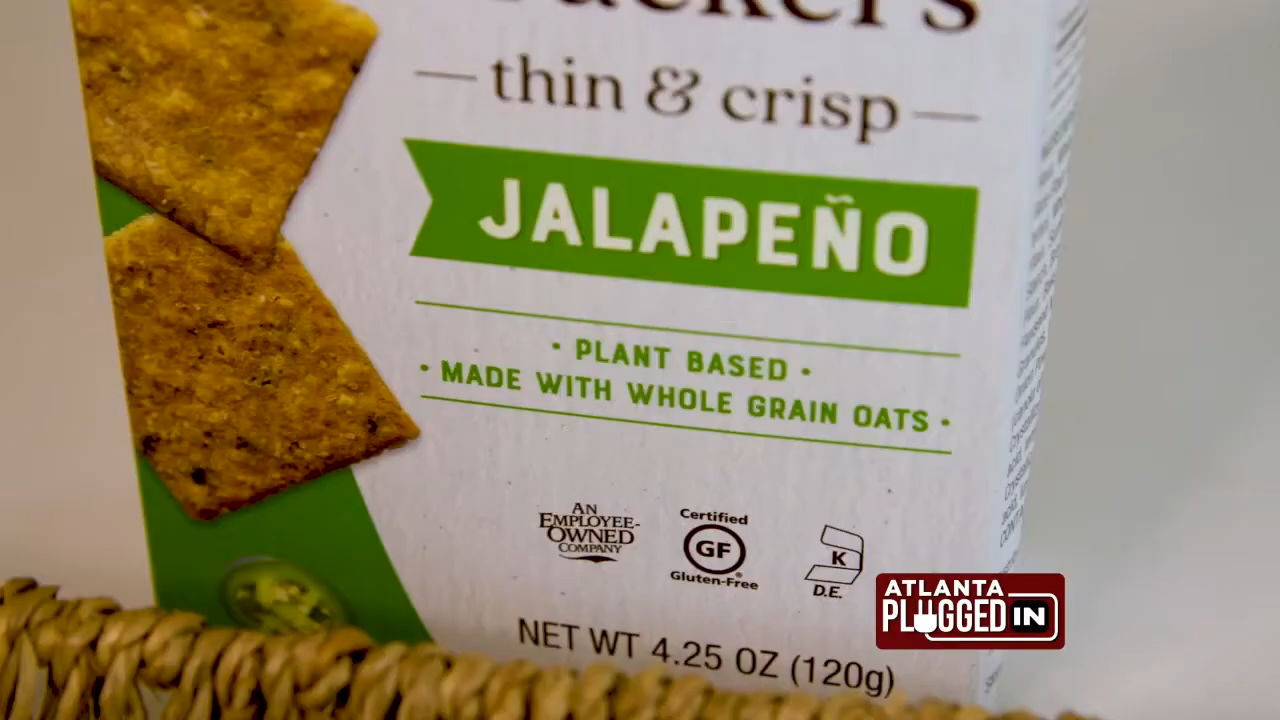 thin & crisp
JALAPEÑO
• PLANT BASED •
• MADE WITH WHOLE GRAIN OATS •
AN
EMPLOYEE-
OWNED
COMPANY
Certified
GF
Gluten-Free
K
D.E.
NET WT 4.25 OZ (120g)
ATLANTA
PLUGGED IN